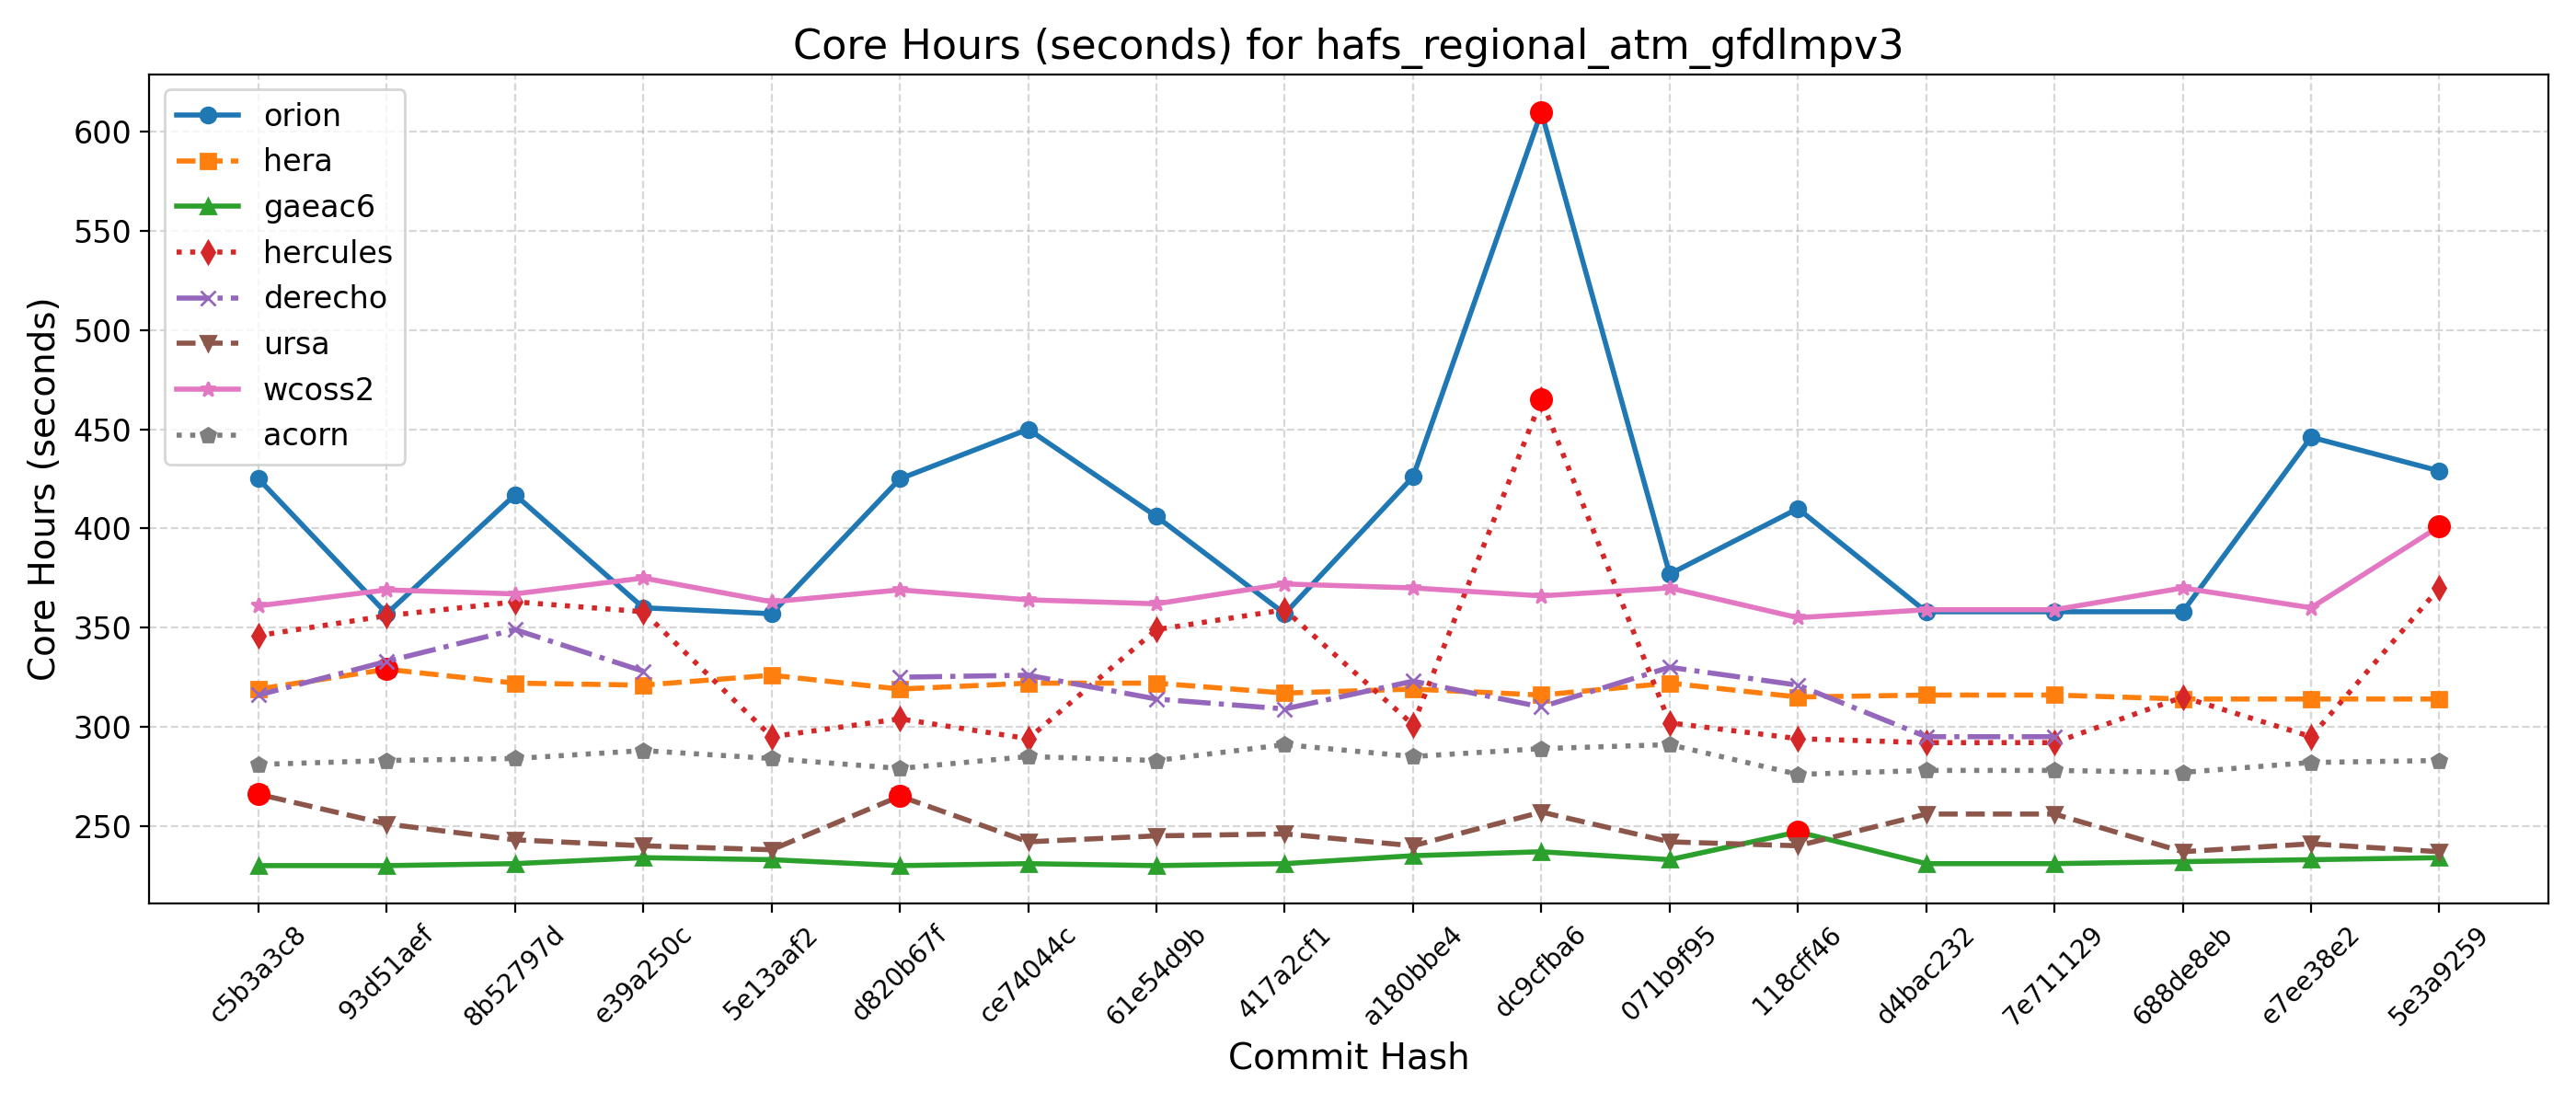 Core Hours (seconds) for hafs_regional_atm_gfdlmpv3
Core Hours (seconds)
600
550
500
450
400
350
300
250
orion
hera
gaeac6
hercules
derecho
ursa
wcoss2
acorn
c5b3a3c8
93d51aef
8b52797d
e39a250c
5e13aaf2
d820b67f
ce74044c
61e54d9b
417a2cf1
a180bbe4
dc9cfba6
071b9f95
118cff46
d4bac232
7e711129
688de8eb
e7ee38e2
5e3a9259
Commit Hash